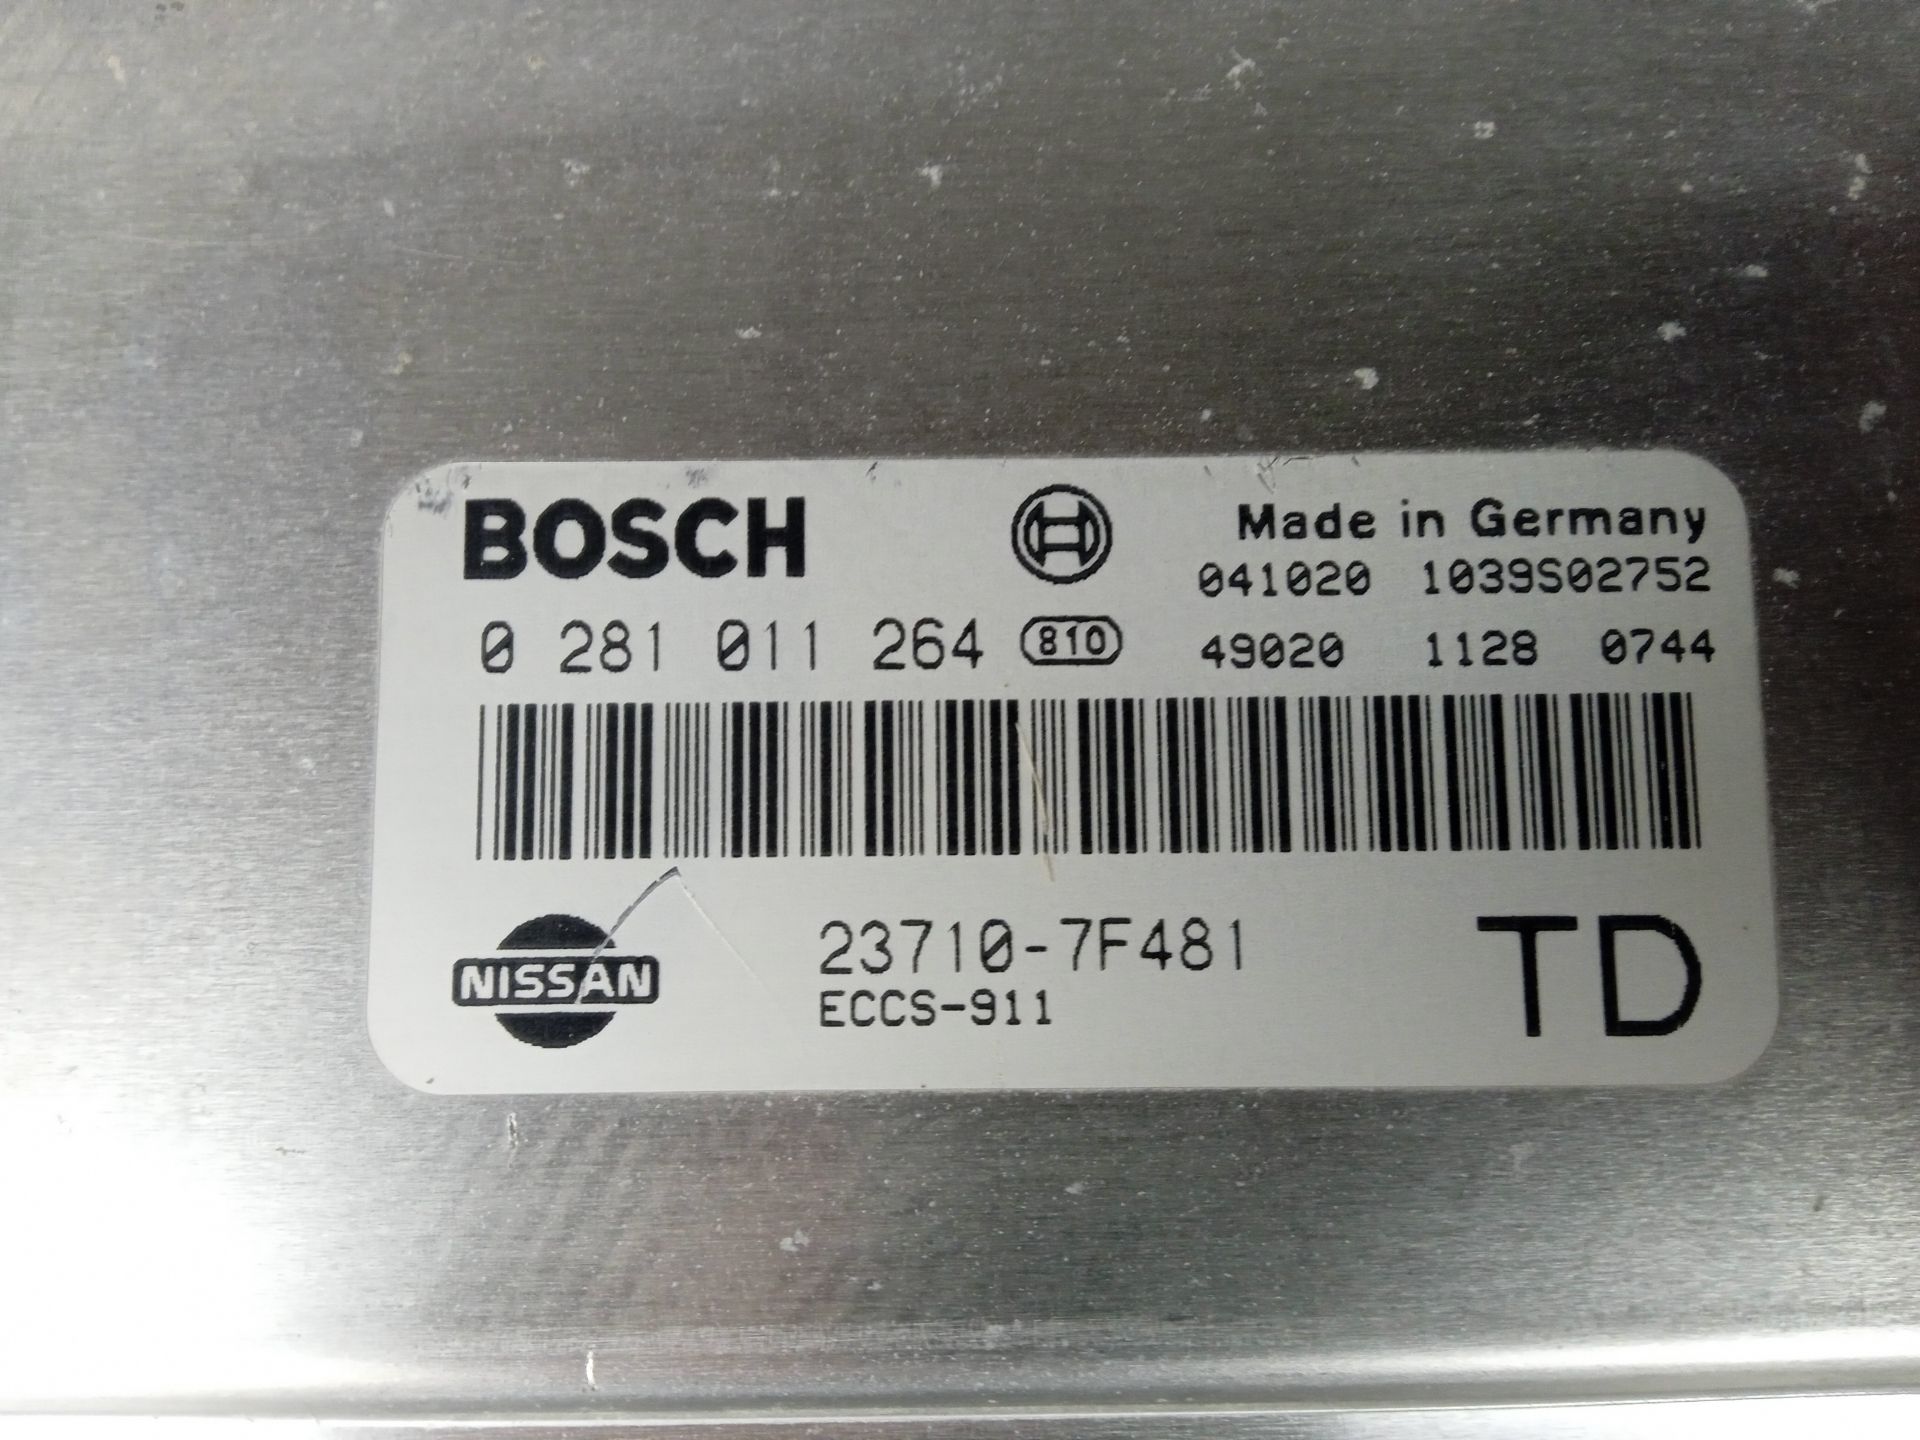 BOSCH
Made in Germany
041020 1039S02752
0 281 011 264 810
49020 1128 0744
NISSAN
23710-7F481
ECCS-911
TD